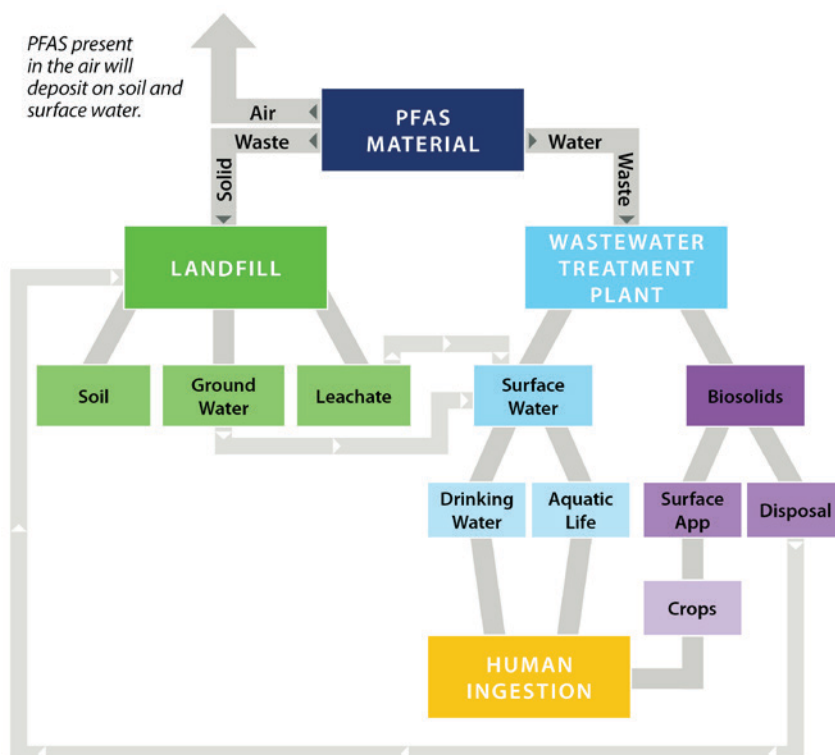 PFAS present
in the air will
deposit on soil and
surface water.
Air
PFAS
MATERIAL
Waste
Water
Solid
Waste
LANDFILL
WASTEWATER
TREATMENT
PLANT
Soil
Ground
Water
Leachate
Surface
Water
Biosolids
Drinking
Water
Aquatic
Life
Surface
App
Disposal
Crops
HUMAN
INGESTION